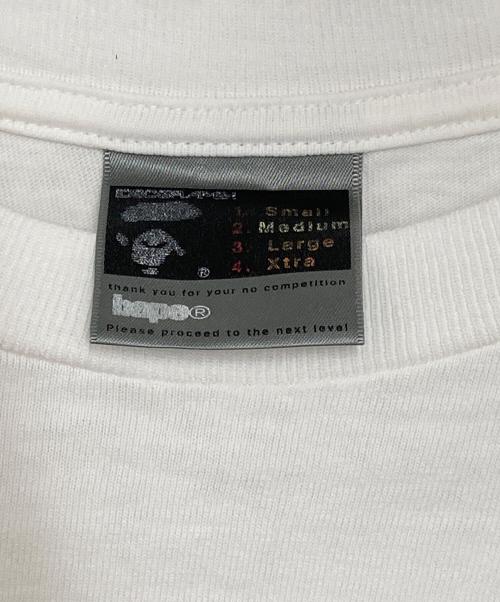 1. Small
2. Medium
3. Large
4. Xtra
®
thank you for your no competition
bape®
Please proceed to the next level